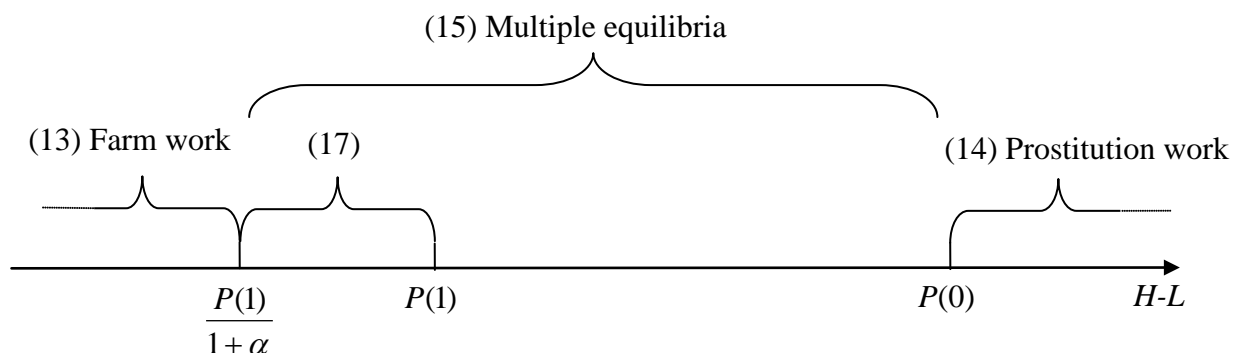 (15) Multiple equilibria
(13) Farm work
(17)
(14) Prostitution work
P(1)
1+α
P(1)
P(0)
H-L